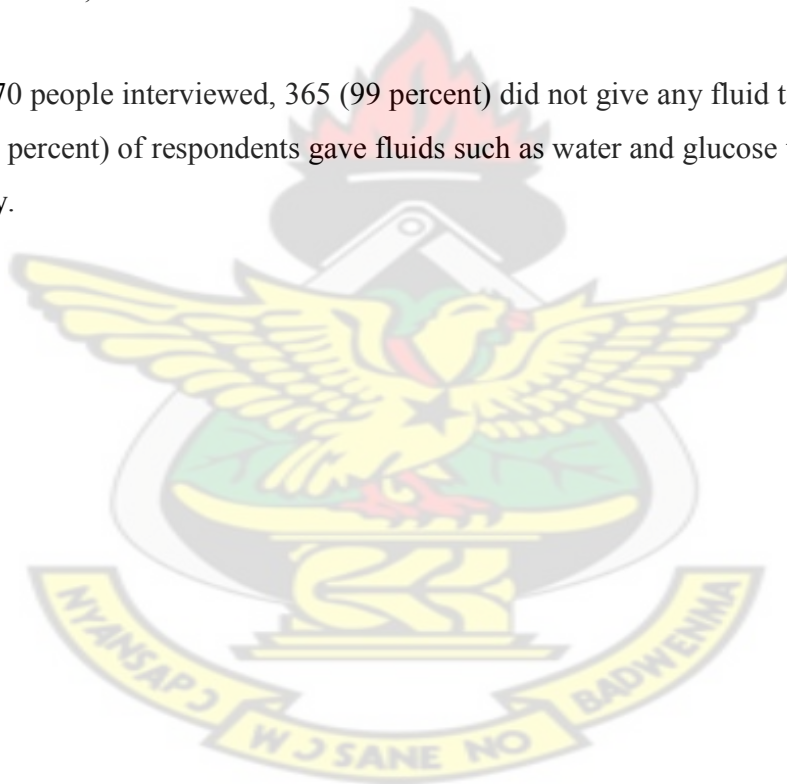 70 people interviewed, 365 (99 percent) did not give any fluid t
percent) of respondents gave fluids such as water and glucose
y.
NYANSAPƆ
WƆSANE NO
BADWENMA